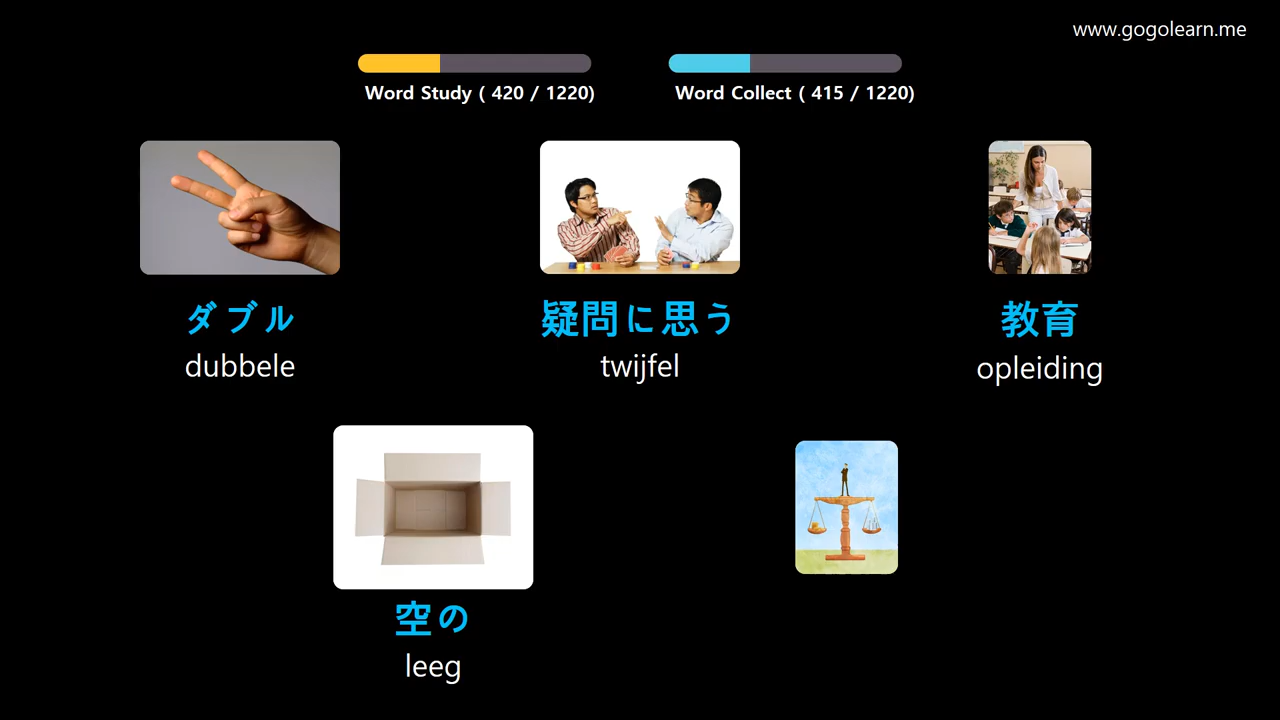 www.gogolearn.me
Word Study ( 420 / 1220)
Word Collect ( 415 / 1220)
ダブル
dubbele
疑問に思う
twijfel
教育
opleiding
空の
leeg